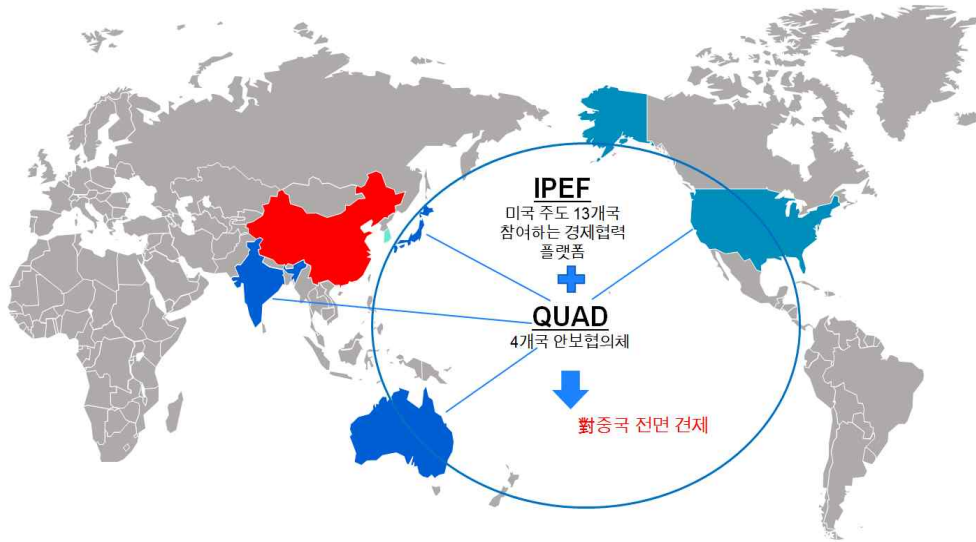 IPEF
미국 주도 13개국
참여하는 경제협력
플랫폼
QUAD
4개국 안보협의체
對중국 전면 견제